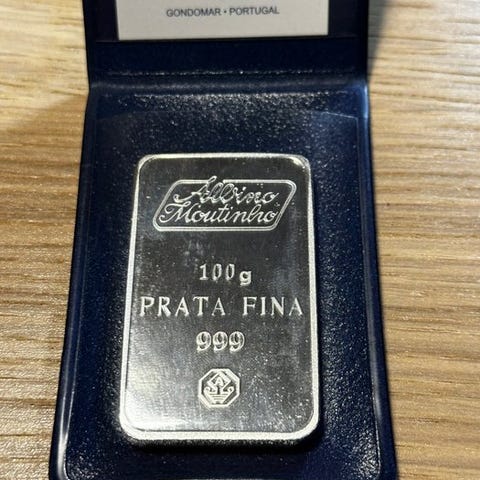 GONDOMAR • PORTUGAL
Albino
Moutinho
100g
PRATA FINA
999